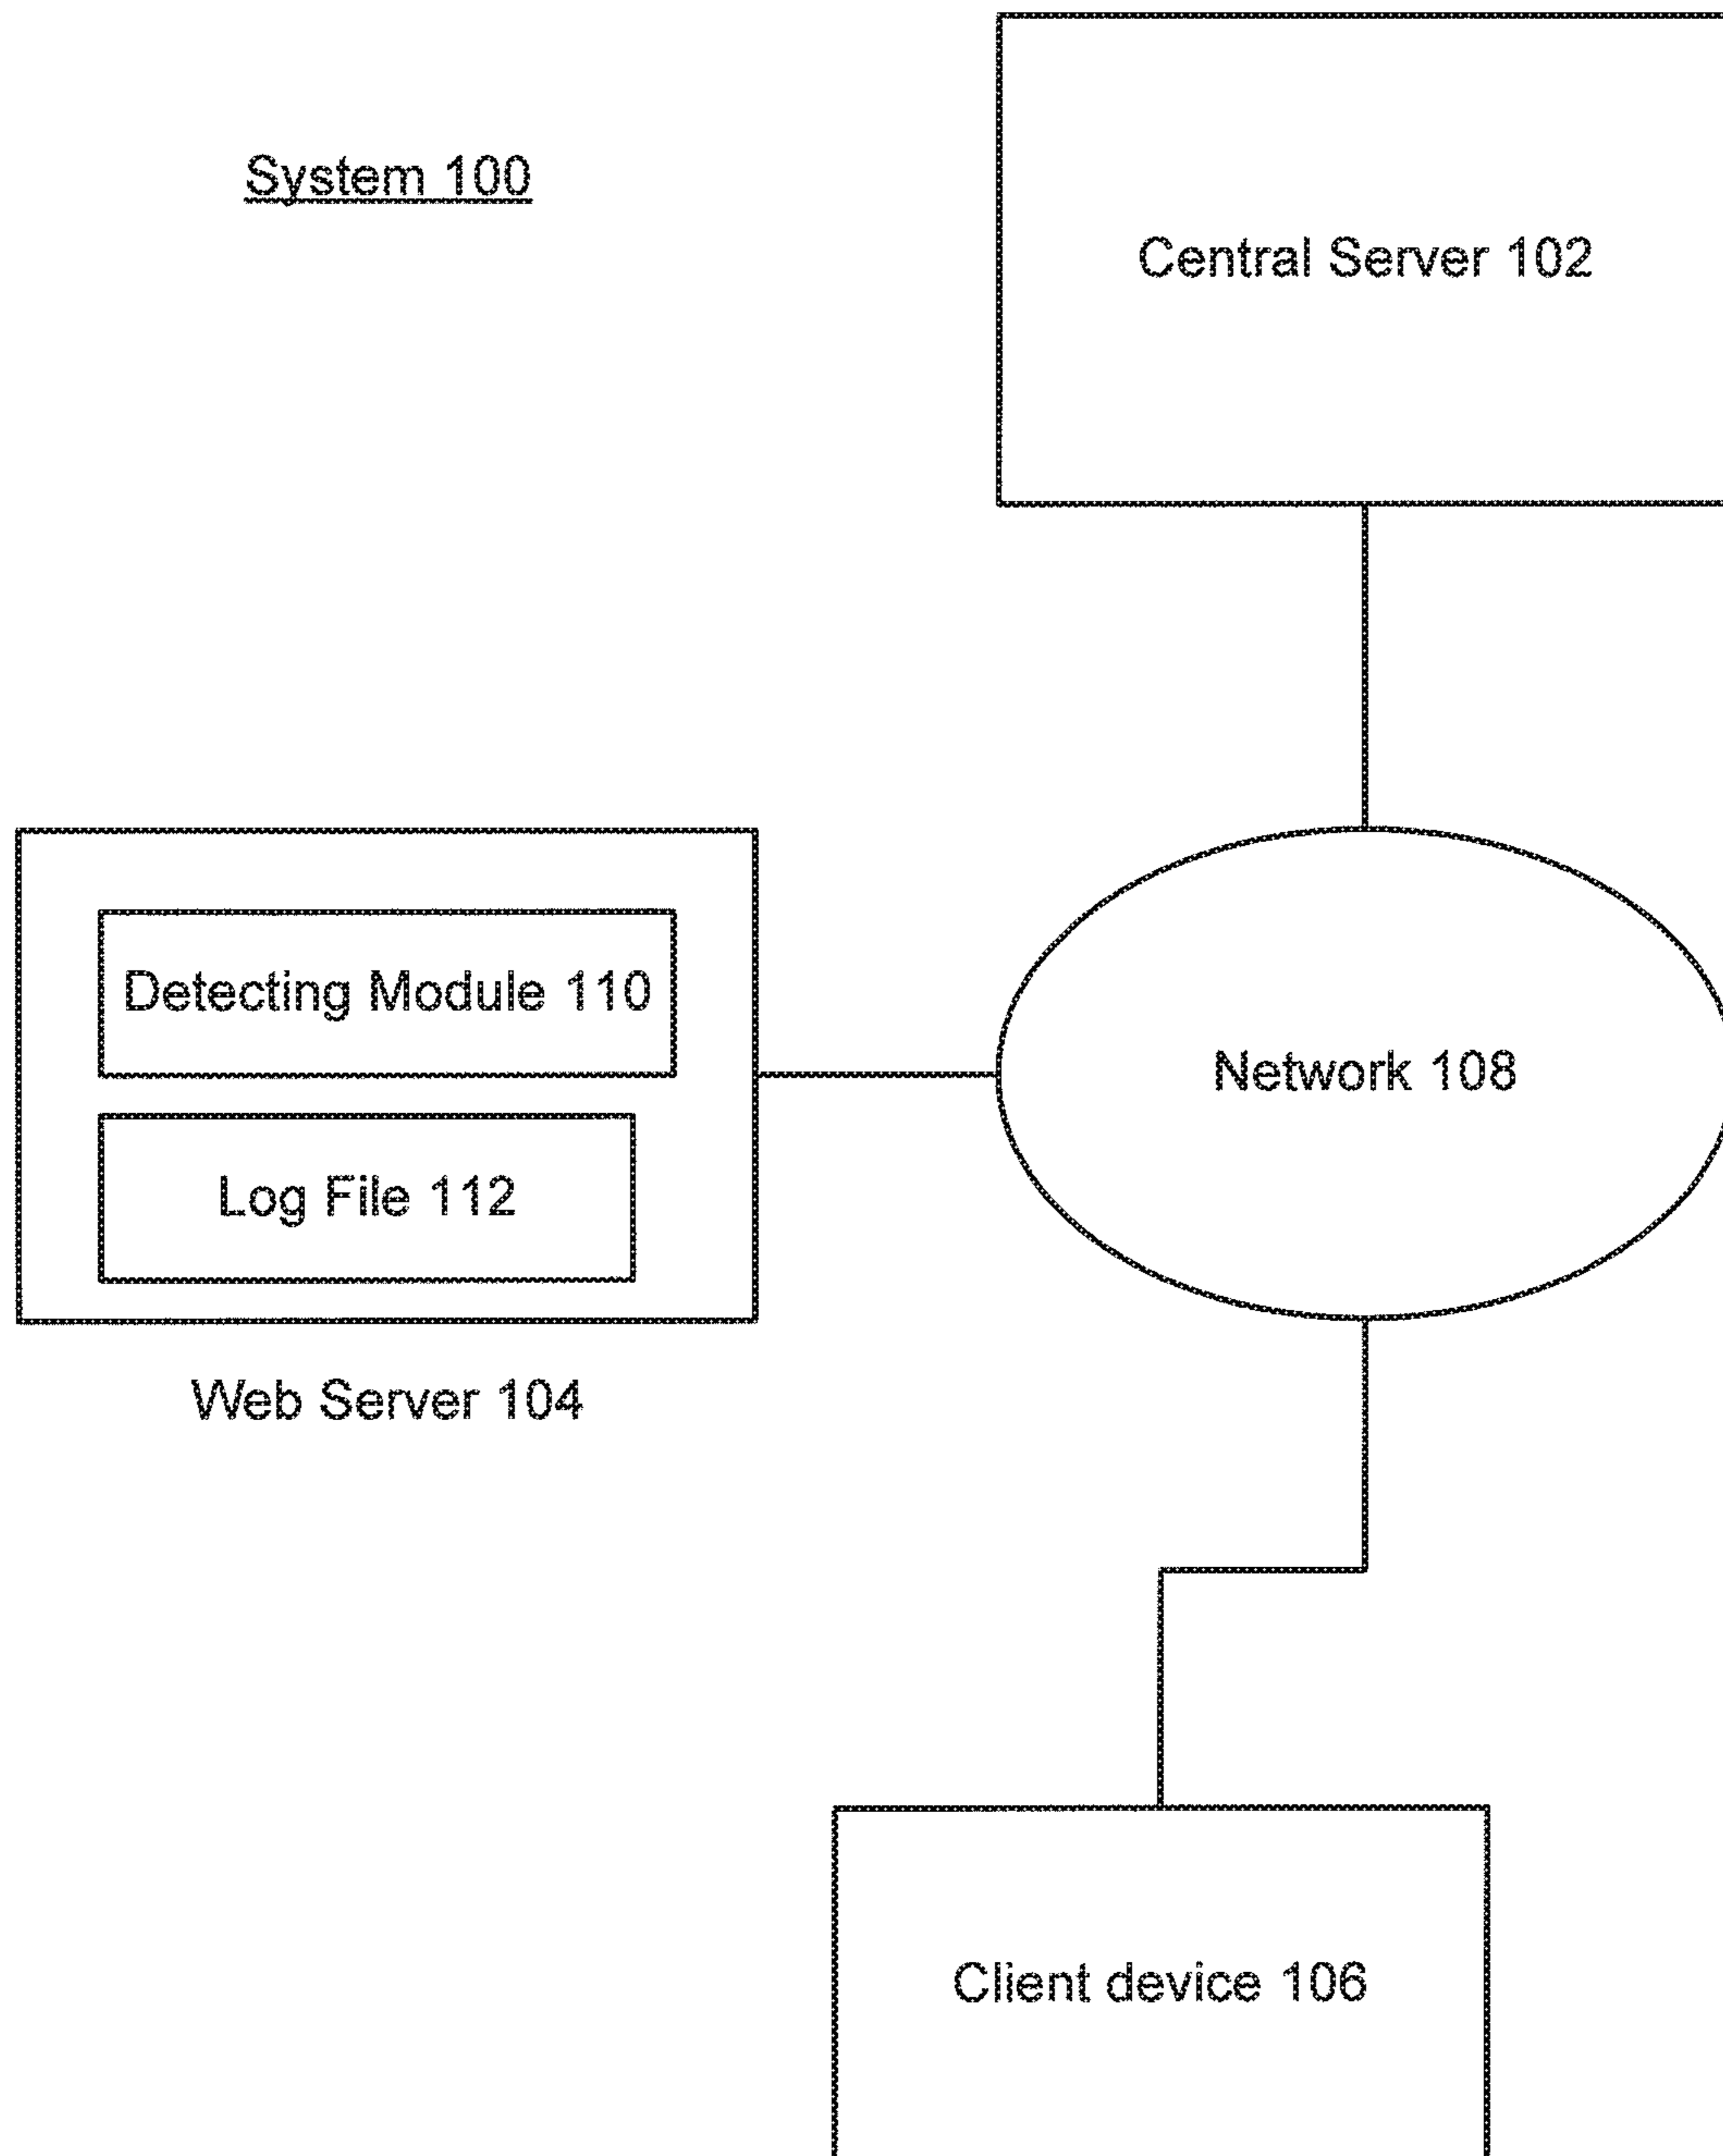 System 100
Central Server 102
Detecting Module 110
Network 108
Log File 112
Web Server 104
Client device 106